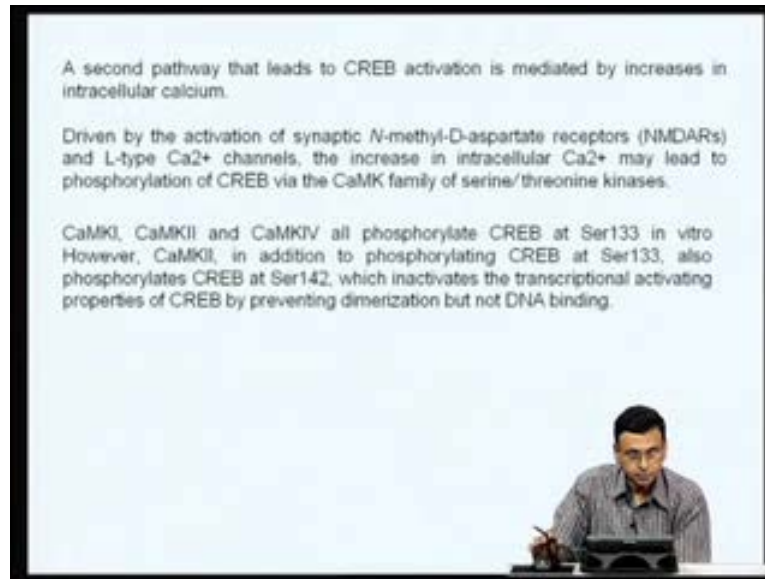 A second pathway that leads to CREB activation is mediated by increases in
intracellular calcium.
Driven by the activation of synaptic N-methyl-D-aspartate receptors (NMDARs)
and L-type Ca2+ channels, the increase in intracellular Ca2+ may lead to
phosphorylation of CREB via the CaMK family of serine/threonine kinases.
CaMKI, CaMKII and CaMKIV all phosphorylate CREB at Ser133 in vitro
However, CaMKII, in addition to phosphorylating CREB at Ser133, also
phosphorylates CREB at Ser142, which inactivates the transcriptional activating
properties of CREB by preventing dimerization but not DNA binding.